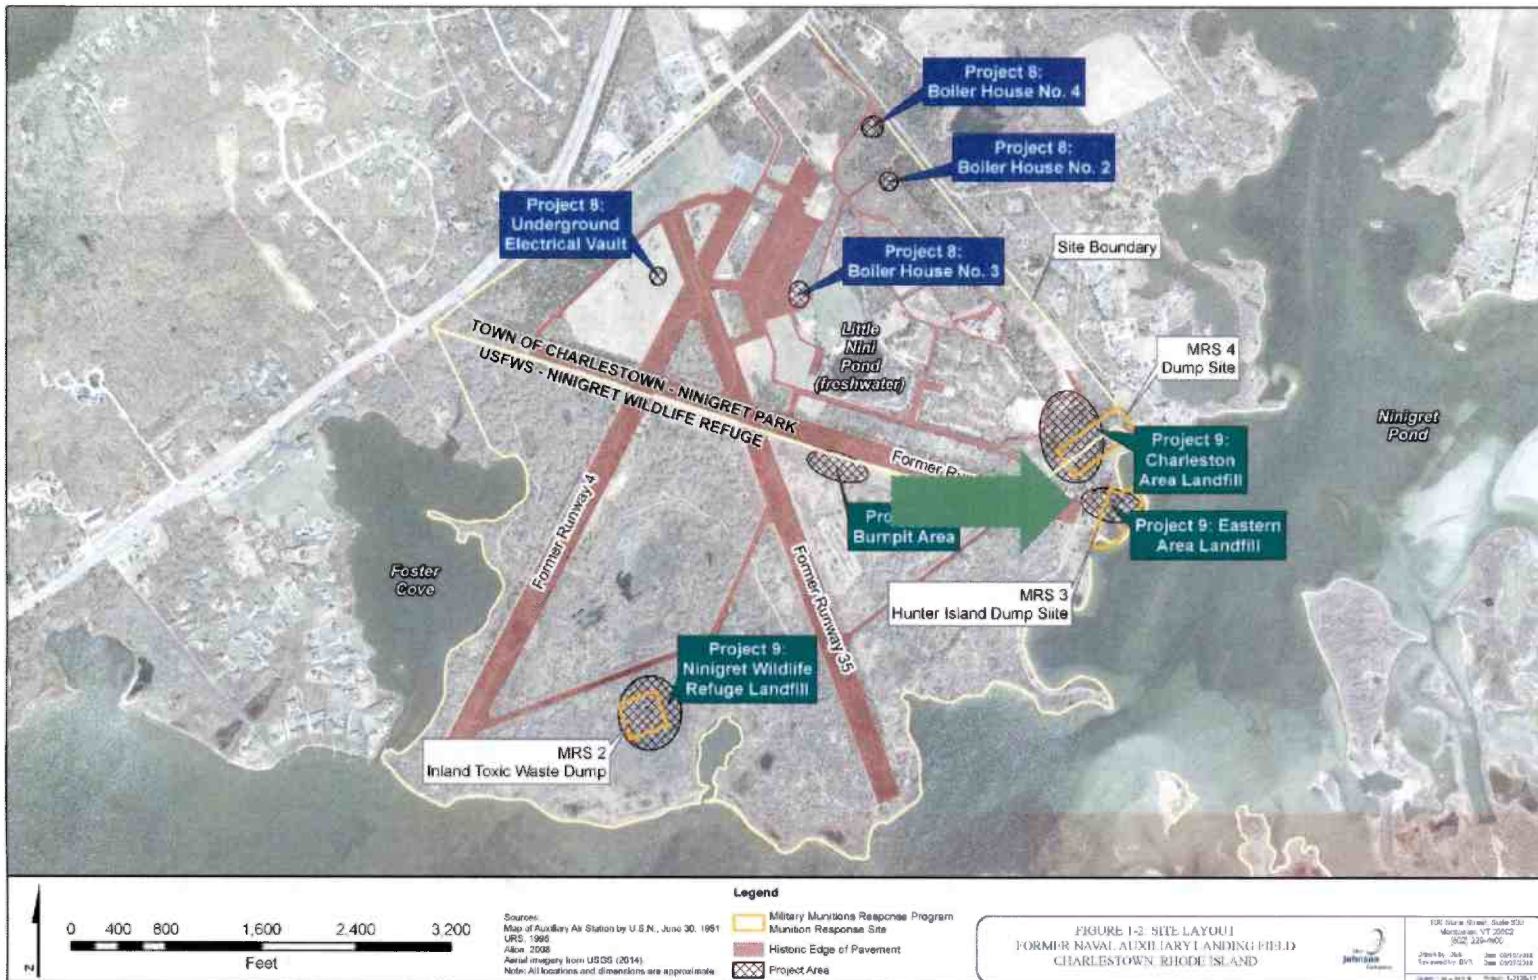 Project 8:
Boiler House No. 4
Project 8:
Boiler House No. 2
Project 8:
Underground
Electrical Vault
Project 8:
Boiler House No. 3
Site Boundary
Little
Nini
Pond
(freshwater)
MRS 4
Dump Site
TOWN OF CHARLESTOWN - NINIGRET PARK
USFWS - NINIGRET WILDLIFE REFUGE
Ninigret
Pond
Project 9:
Charleston
Area Landfill
Former
Burnpit Area
Project 9: Eastern
Area Landfill
Former Runway 4
Former Runway 35
Foster
Cove
MRS 3
Hunter Island Dump Siite
Project 9:
Ninigret Wildlife
Refuge Landfill
MRS 2
Inland Toxic Waste Dump
N
0 400 800 1,600 2,400 3,200
Feet
Sources:
Map of Auxiliary Air Station by U.S.N., June 30, 1951
URS, 1996
Alion, 2008
Aerial imagery from USGS (2014)
Note: All locations and dimensions are approximate
Legend
Military Munitions Response Program
Munition Response Site
Historic Edge of Pavement
Project Area
FIGURE 1-2: SITE LAYOUT
FORMER NAVAL AUXILIARY LANDING FIELD
CHARLESTOWN, RHODE ISLAND
Johnson